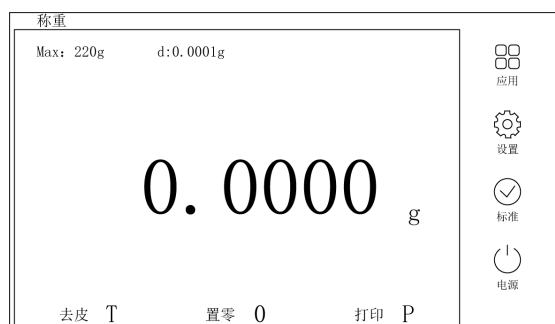 称重
Max: 220g d:0.0001g
0.0000 g
去皮 T 置零 0 打印 P
应用
设置
标准
电源